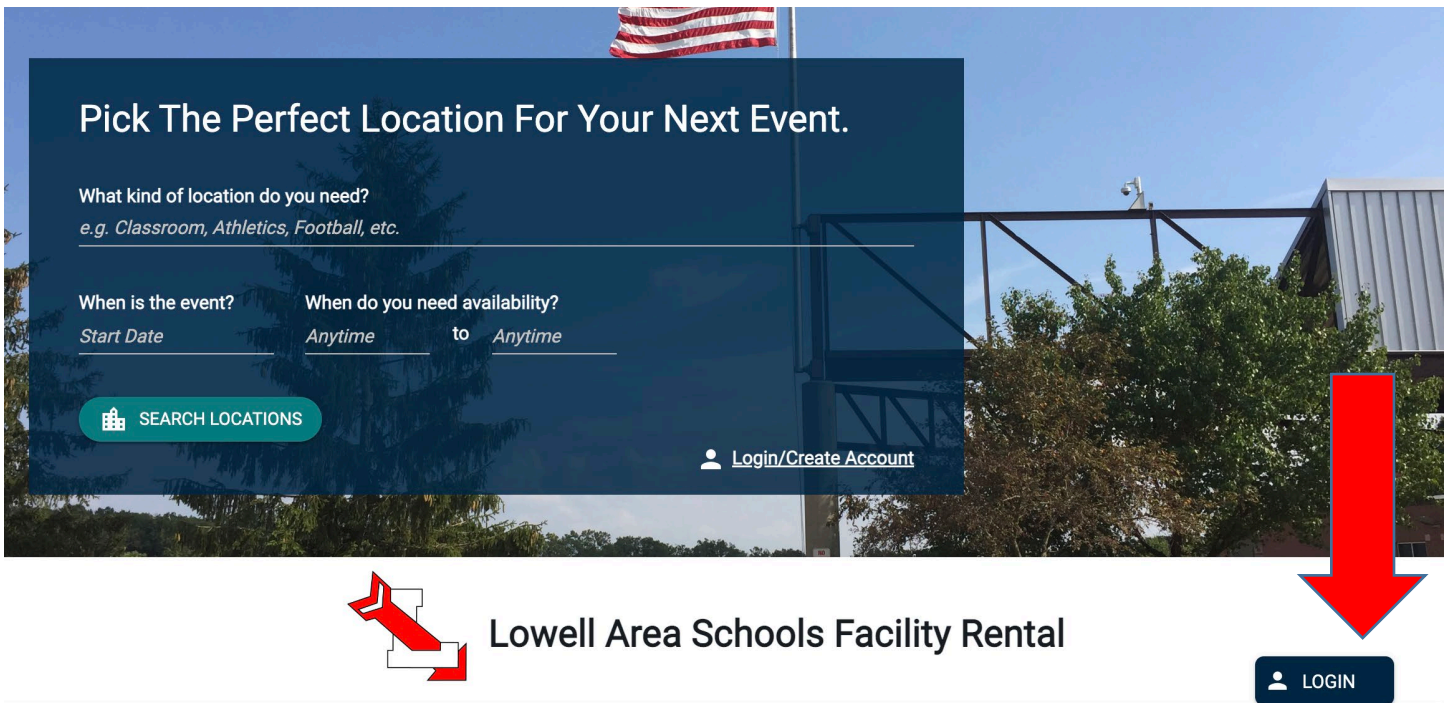 Pick The Perfect Location For Your Next Event.
What kind of location do you need?
e.g. Classroom, Athletics, Football, etc.
When is the event? When do you need availability?
Start Date Anytime to Anytime
SEARCH LOCATIONS
Login/Create Account
Lowell Area Schools Facility Rental
LOGIN